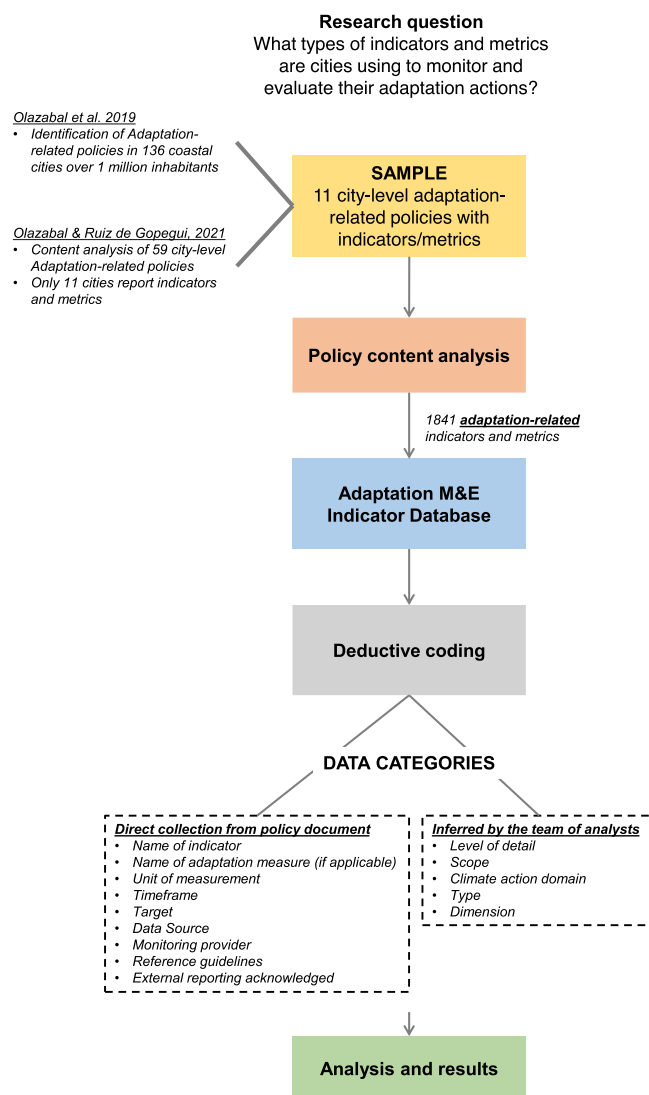 Research question
What types of indicators and metrics
are cities using to monitor and
evaluate their adaptation actions?
Olazabal et al. 2019
• Identification of Adaptation-
related policies in 136 coastal
cities over 1 million inhabitants
Olazabal & Ruiz de Gopegui, 2021
• Content analysis of 59 city-level
Adaptation-related policies
• Only 11 cities report indicators
and metrics
SAMPLE
11 city-level adaptation-
related policies with
indicators/metrics
Policy content analysis
1841 adaptation-related
indicators and metrics
Adaptation M&E
Indicator Database
Deductive coding
DATA CATEGORIES
Direct collection from policy document
• Name of indicator
• Name of adaptation measure (if applicable)
• Unit of measurement
• Timeframe
• Target
• Data Source
• Monitoring provider
• Reference guidelines
• External reporting acknowledged
Inferred by the team of analysts
• Level of detail
• Scope
• Climate action domain
• Type
• Dimension
Analysis and results